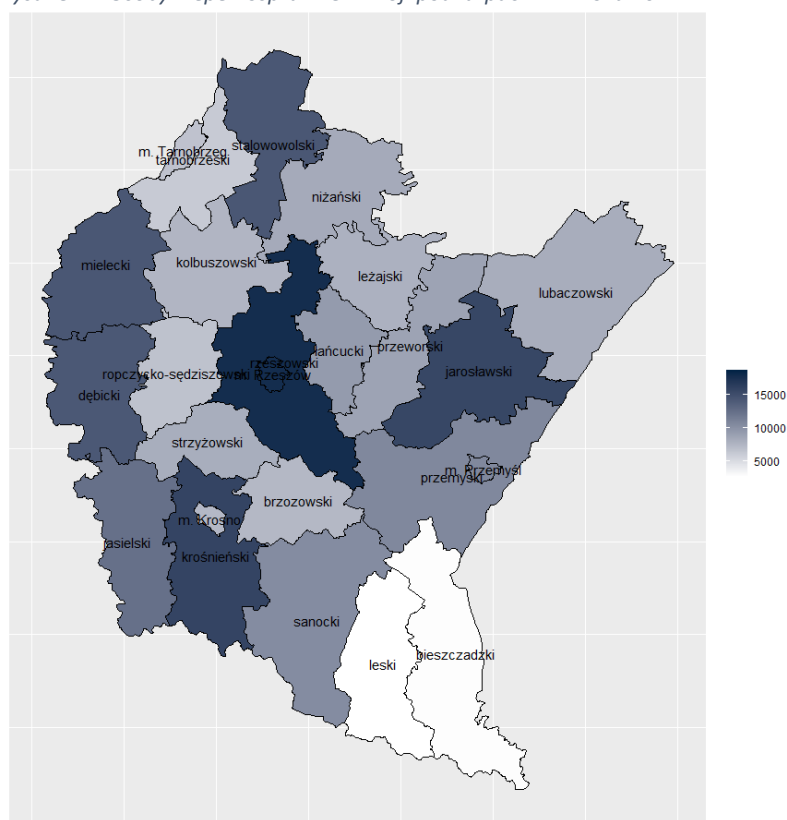 m. Tarnobrzeg
tarnobrzeski
stalowowolski
niżański
mielecki
kolbuszowski
leżajski
lubaczowski
łańcucki
przeworski
rzeszowski
m. Rzeszów
ropczycko-sędziszowski
jarosławski
dębicki
strzyżowski
m. Przemyśl
przemyski
brzozowski
m. Krosno
jasielski
krośnieński
sanocki
leski
bieszczadzki
15000
10000
5000